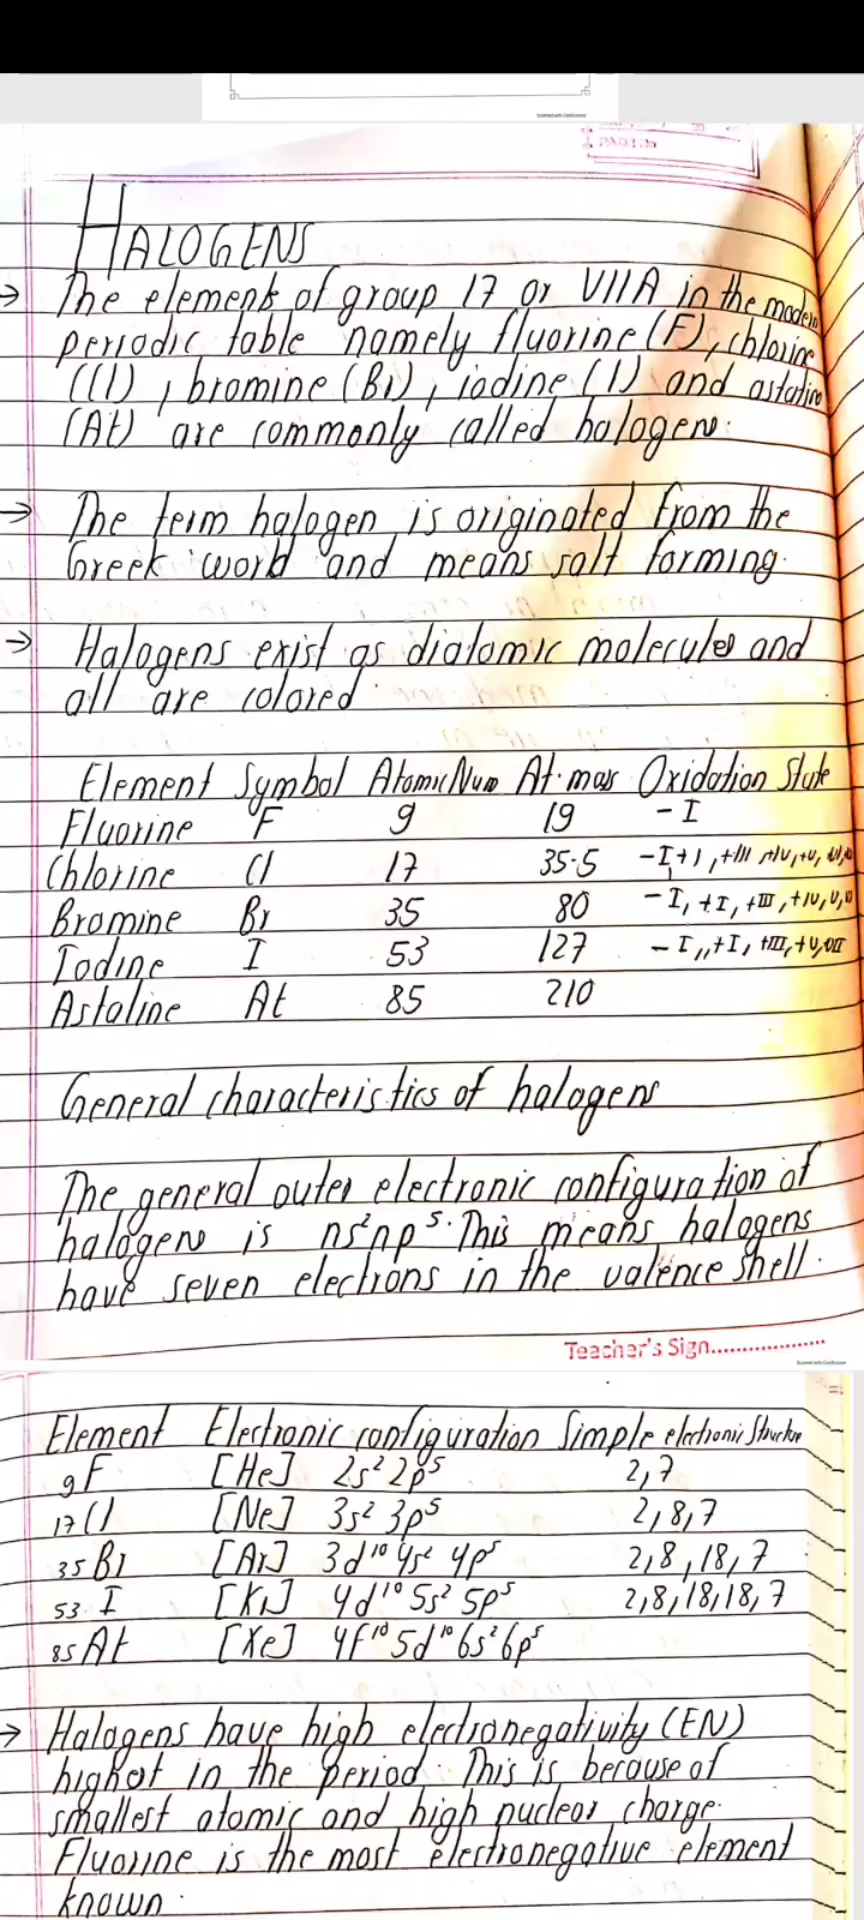 HALOGENS
→ The elements of group 17 or VIIA in the modern
periodic table namely fluorine (F), chlorine
(Cl), bromine (Br), iodine (I) and astatine
(At) are commonly called halogens.
→ The term halogen is originated from the
Greek word and means salt forming.
→ Halogens exist as diatomic molecules and
all are colored.
Element Symbol Atomic Num At. mass Oxidation State
Fluorine F 9 19 -I
Chlorine Cl 17 35.5 -I +I, +III, +IV, +V,
Bromine Br 35 80 -I, +I, +III, +IV, V,
Iodine I 53 127 -I,, +I, +III, +V, VII
Astatine At 85 210
General characteristics of halogens
The general outer electronic configuration of
halogens is ns²np⁵. This means halogens
have seven electrons in the valence shell.
Teacher's Sign..................
Element Electronic configuration Simple electronic Structure
₉F [He] 2s² 2p⁵ 2,7
₁₇Cl [Ne] 3s² 3p⁵ 2,8,7
₃₅Br [Ar] 3d¹⁰ 4s² 4p⁵ 2,8,18,7
₅₃I [Kr] 4d¹⁰ 5s² 5p⁵ 2,8,18,18,7
₈₅At [Xe] 4f¹⁰ 5d¹⁰ 6s² 6p⁵
→ Halogens have high electronegativity (EN)
highest in the period. This is because of
smallest atomic and high nuclear charge.
Fluorine is the most electronegative element
known.